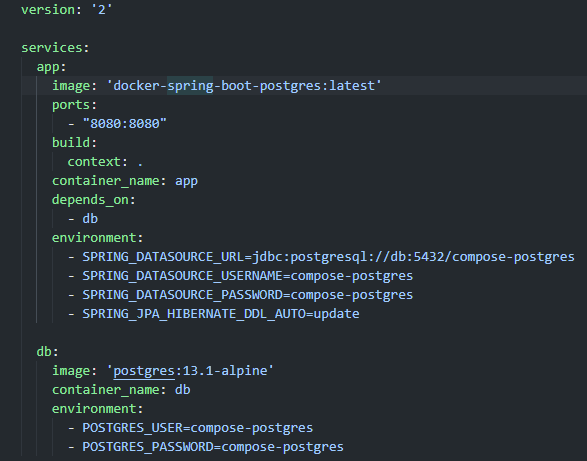 version: '2'
services:
app:
image: 'docker-spring-boot-postgres:latest'
ports:
- "8080:8080"
build:
context: .
container_name: app
depends_on:
- db
environment:
- SPRING_DATASOURCE_URL=jdbc:postgresql://db:5432/compose-postgres
- SPRING_DATASOURCE_USERNAME=compose-postgres
- SPRING_DATASOURCE_PASSWORD=compose-postgres
- SPRING_JPA_HIBERNATE_DDL_AUTO=update
db:
image: 'postgres:13.1-alpine'
container_name: db
environment:
- POSTGRES_USER=compose-postgres
- POSTGRES_PASSWORD=compose-postgres